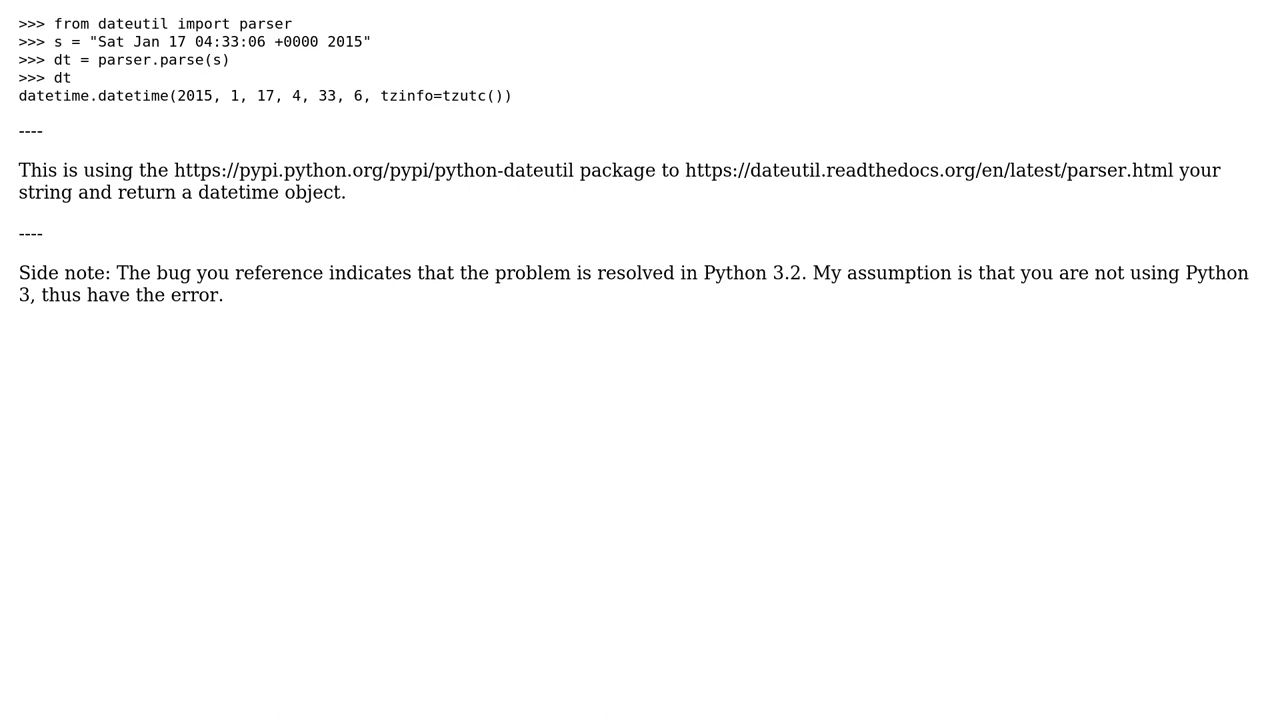 >>> from dateutil import parser
>>> s = "Sat Jan 17 04:33:06 +0000 2015"
>>> dt = parser.parse(s)
>>> dt
datetime.datetime(2015, 1, 17, 4, 33, 6, tzinfo=tzutc())
----
This is using the https://pypi.python.org/pypi/python-dateutil package to https://dateutil.readthedocs.org/en/latest/parser.html your
string and return a datetime object.
----
Side note: The bug you reference indicates that the problem is resolved in Python 3.2. My assumption is that you are not using Python
3, thus have the error.